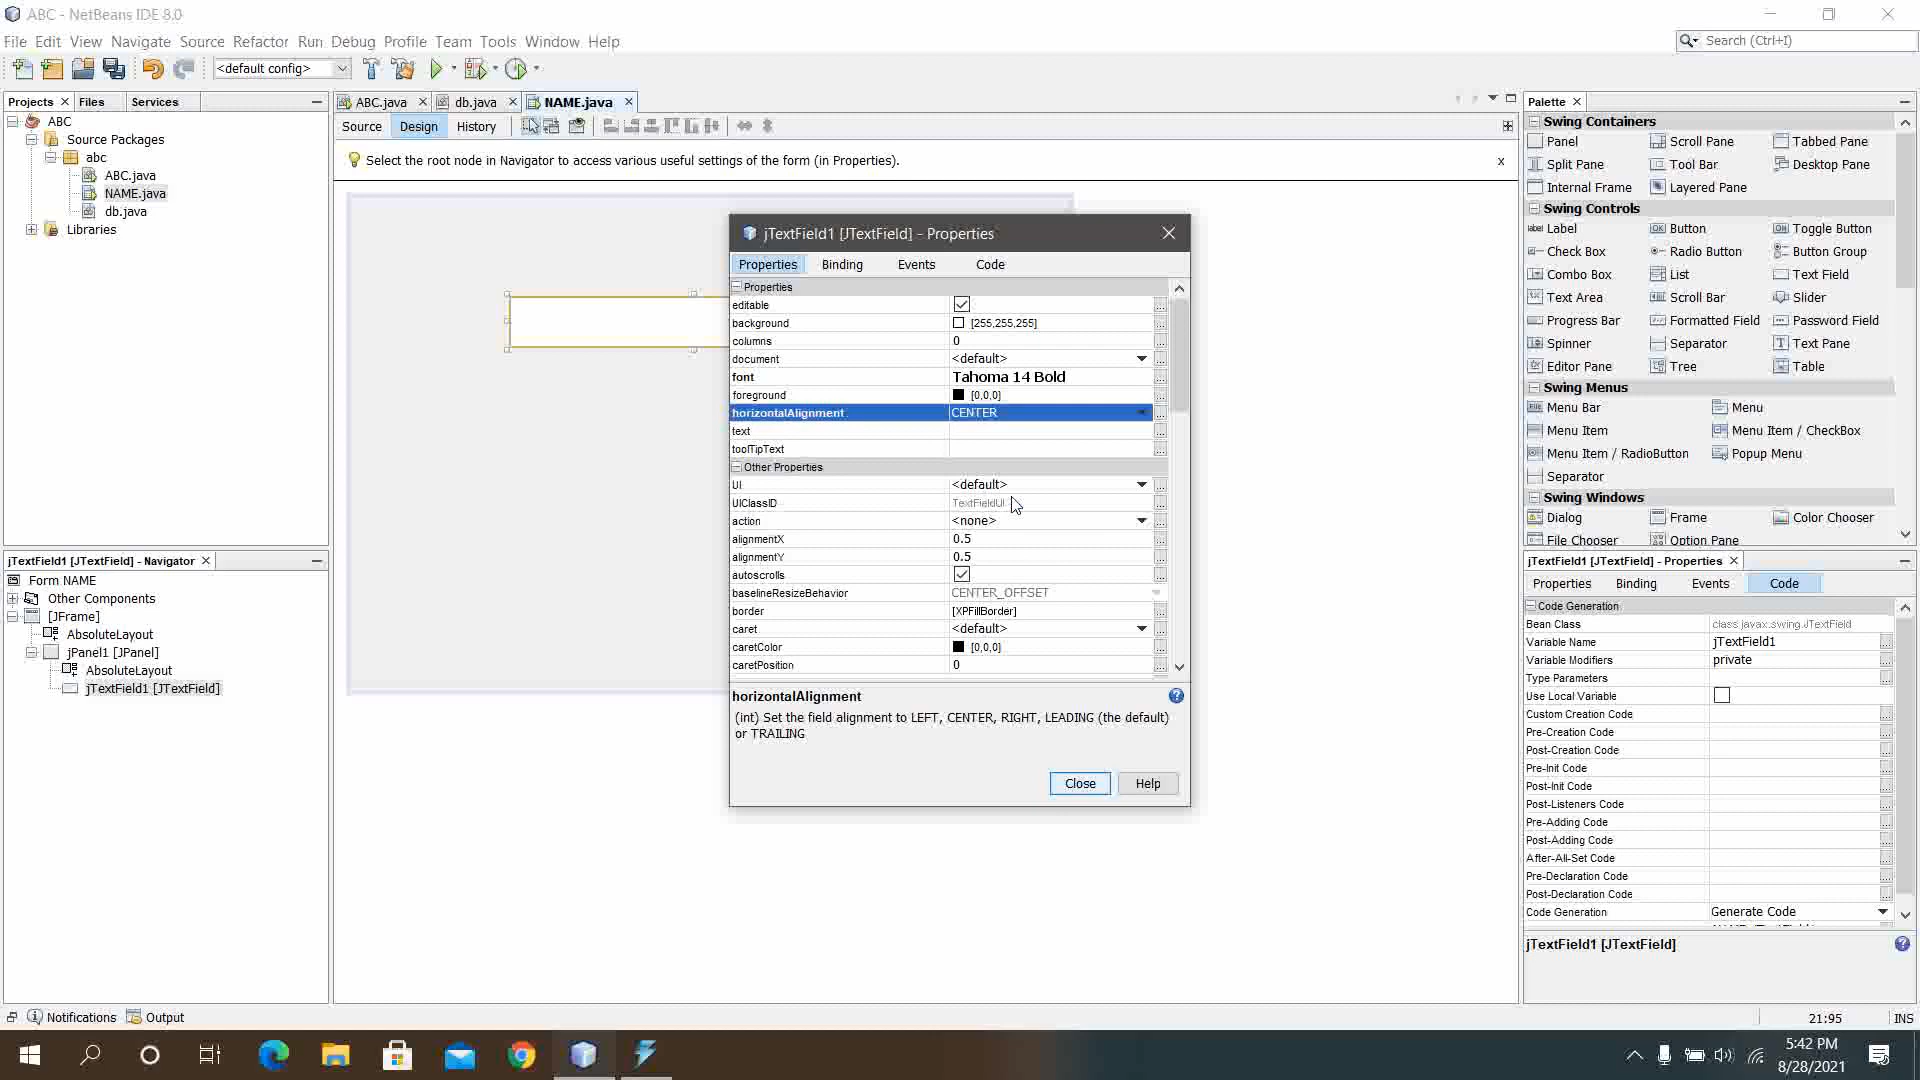 ABC - NetBeans IDE 8.0
File Edit View Navigate Source Refactor Run Debug Profile Team Tools Window Help
Search (Ctrl+I)
<default config>
Projects Files Services
ABC
Source Packages
abc
ABC.java
NAME.java
db.java
Libraries
ABC.java db.java NAME.java
Source Design History
Select the root node in Navigator to access various useful settings of the form (in Properties).
x
jTextField1 [JTextField] - Properties
Properties Binding Events Code
Properties
editable
background [255,255,255]
columns 0
document <default>
font Tahoma 14 Bold
foreground [0,0,0]
horizontalAlignment CENTER
text
toolTipText
Other Properties
UI <default>
UIClassID TextFieldUI
action <none>
alignmentX 0.5
alignmentY 0.5
autoscrolls
baselineResizeBehavior CENTER_OFFSET
border [XPFillBorder]
caret <default>
caretColor [0,0,0]
caretPosition 0
horizontalAlignment
(int) Set the field alignment to LEFT, CENTER, RIGHT, LEADING (the default)
or TRAILING
Close Help
Palette
Swing Containers
Panel Scroll Pane Tabbed Pane
Split Pane Tool Bar Desktop Pane
Internal Frame Layered Pane
Swing Controls
label Label OK Button ON Toggle Button
Check Box Radio Button Button Group
Combo Box List Text Field
Text Area Scroll Bar Slider
Progress Bar Formatted Field Password Field
Spinner Separator Text Pane
Editor Pane Tree Table
Swing Menus
Menu Bar Menu
Menu Item Menu Item / CheckBox
Menu Item / RadioButton Popup Menu
Separator
Swing Windows
Dialog Frame Color Chooser
File Chooser Option Pane
jTextField1 [JTextField] - Navigator
Form NAME
Other Components
[JFrame]
AbsoluteLayout
jPanel1 [JPanel]
AbsoluteLayout
jTextField1 [JTextField]
jTextField1 [JTextField] - Properties
Properties Binding Events Code
Code Generation
Bean Class class javax.swing.JTextField
Variable Name jTextField1
Variable Modifiers private
Type Parameters
Use Local Variable
Custom Creation Code
Pre-Creation Code
Post-Creation Code
Pre-Init Code
Post-Init Code
Post-Listeners Code
Pre-Adding Code
Post-Adding Code
After-All-Set Code
Pre-Declaration Code
Post-Declaration Code
Code Generation Generate Code
jTextField1 [JTextField]
Notifications Output
21:95 INS
5:42 PM
8/28/2021